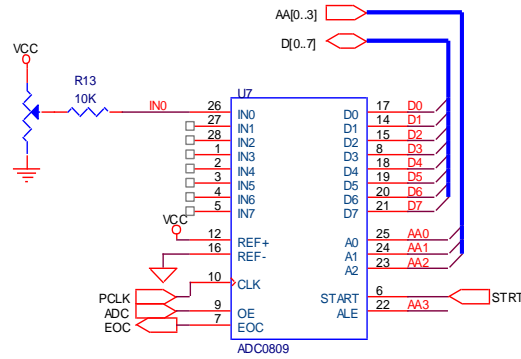 AA[0..3]
D[0..7]
VCC
R13
10K
IN0
U7
26 IN0 D0 17 D0
27 IN1 D1 14 D1
28 IN2 D2 15 D2
1 IN3 D3 8 D3
2 IN4 D4 18 D4
3 IN5 D5 19 D5
4 IN6 D6 20 D6
5 IN7 D7 21 D7
VCC
12 REF+ A0 25 AA0
16 REF- A1 24 AA1
A2 23 AA2
10 CLK
PCLK
START 6 STRT
ADC 9 OE ALE 22 AA3
EOC 7 EOC
ADC0809